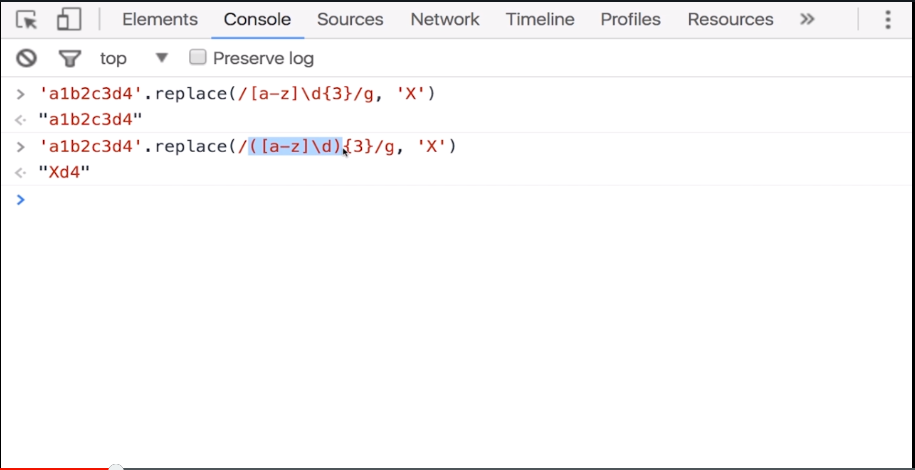 Elements Console Sources Network Timeline Profiles Resources »
top ▼ Preserve log
> 'a1b2c3d4'.replace(/[a-z]\d{3}/g, 'X')
< "a1b2c3d4"
> 'a1b2c3d4'.replace(/([a-z]\d){3}/g, 'X')
< "Xd4"
>